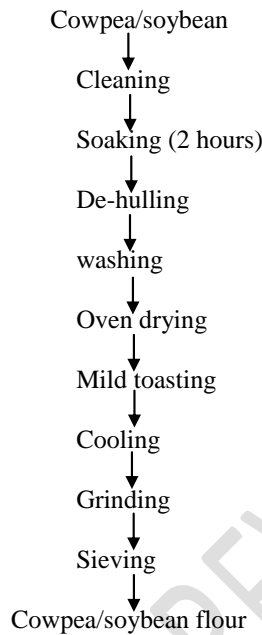 Cowpea/soybean
Cleaning
Soaking (2 hours)
De-hulling
washing
Oven drying
Mild toasting
Cooling
Grinding
Sieving
Cowpea/soybean flour